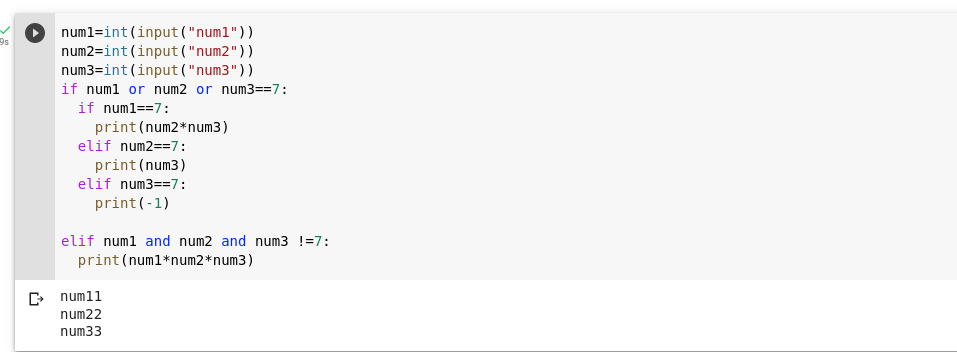 9s
num1=int(input("num1"))
num2=int(input("num2"))
num3=int(input("num3"))
if num1 or num2 or num3==7:
  if num1==7:
    print(num2*num3)
  elif num2==7:
    print(num3)
  elif num3==7:
    print(-1)

elif num1 and num2 and num3 !=7:
  print(num1*num2*num3)
num11
num22
num33